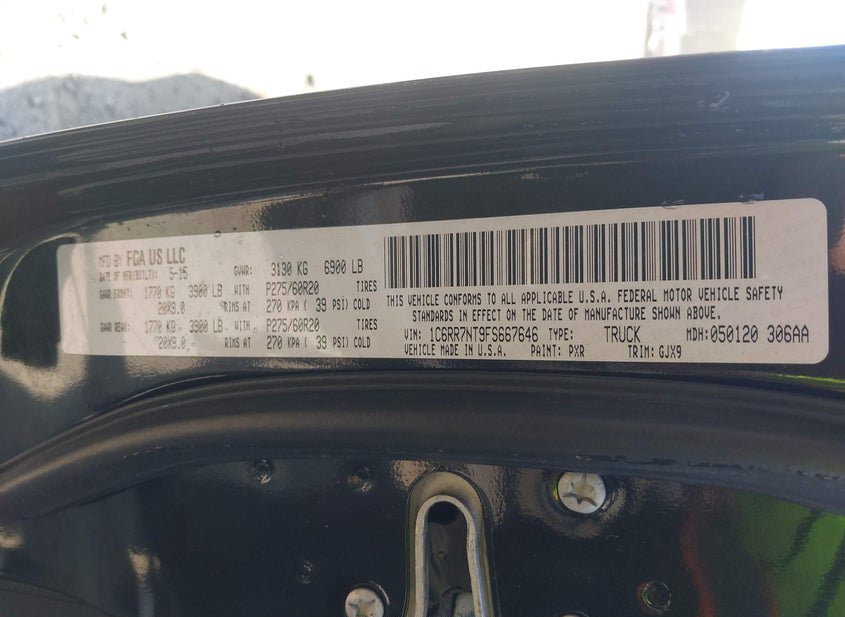 MFD BY FCA US LLC
DATE OF MFR(BUILT): 5-15 GVWR: 3130 KG 6900 LB
GAWR FRONT: 1770 KG 3900 LB WITH P275/60R20 TIRES
20X9.0 RIMS AT 270 KPA ( 39 PSI) COLD
GAWR REAR: 1770 KG 3900 LB WITH P275/60R20 TIRES
20X9.0 RIMS AT 270 KPA ( 39 PSI) COLD
THIS VEHICLE CONFORMS TO ALL APPLICABLE U.S.A. FEDERAL MOTOR VEHICLE SAFETY
STANDARDS IN EFFECT ON THE DATE OF MANUFACTURE SHOWN ABOVE.
VIN: 1C6RR7NT9FS667646 TYPE: TRUCK MDH:050120 306AA
VEHICLE MADE IN U.S.A. PAINT: PXR TRIM: GJX9